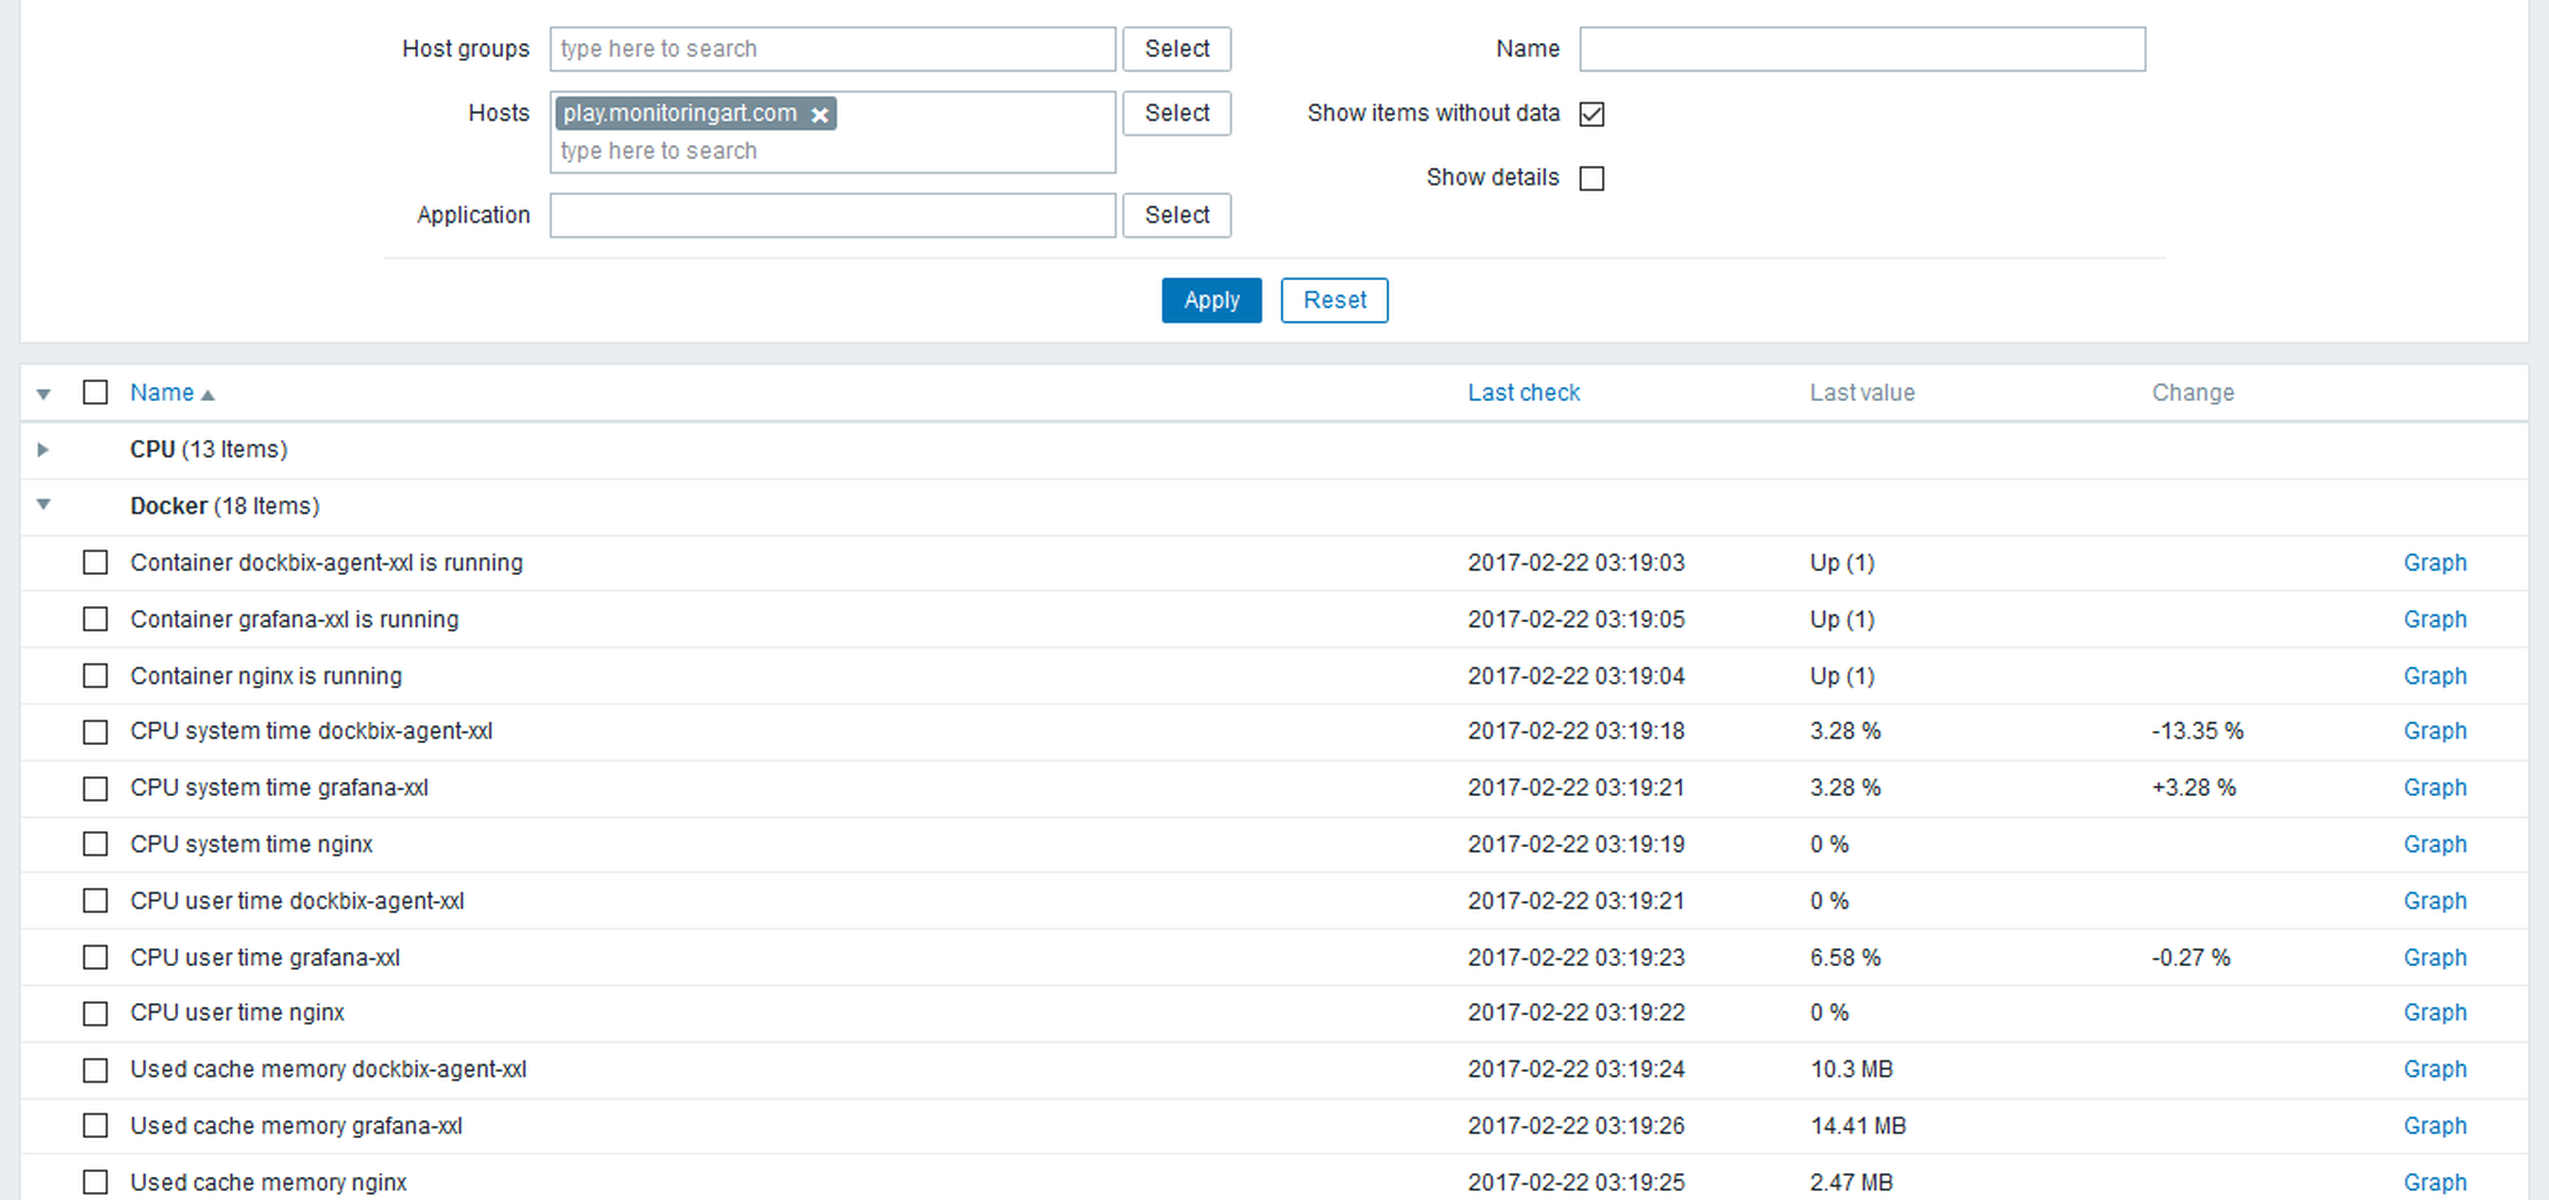 Host groups type here to search Select Name
Hosts play.monitoringart.com Select Show items without data
type here to search
Show details
Application Select
Apply Reset
Name Last check Last value Change
CPU (13 Items)
Docker (18 Items)
Container dockbix-agent-xxl is running 2017-02-22 03:19:03 Up (1) Graph
Container grafana-xxl is running 2017-02-22 03:19:05 Up (1) Graph
Container nginx is running 2017-02-22 03:19:04 Up (1) Graph
CPU system time dockbix-agent-xxl 2017-02-22 03:19:18 3.28 % -13.35 % Graph
CPU system time grafana-xxl 2017-02-22 03:19:21 3.28 % +3.28 % Graph
CPU system time nginx 2017-02-22 03:19:19 0 % Graph
CPU user time dockbix-agent-xxl 2017-02-22 03:19:21 0 % Graph
CPU user time grafana-xxl 2017-02-22 03:19:23 6.58 % -0.27 % Graph
CPU user time nginx 2017-02-22 03:19:22 0 % Graph
Used cache memory dockbix-agent-xxl 2017-02-22 03:19:24 10.3 MB Graph
Used cache memory grafana-xxl 2017-02-22 03:19:26 14.41 MB Graph
Used cache memory nginx 2017-02-22 03:19:25 2.47 MB Graph